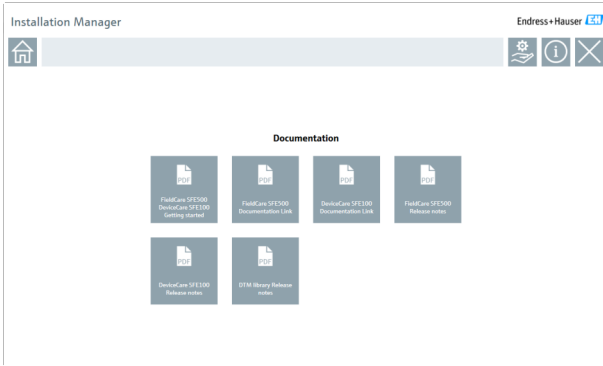 Installation Manager
Endress+Hauser EH
Documentation
PDF
FieldCare SFE500
DeviceCare SFE100
Getting started
PDF
FieldCare SFE500
Documentation Link
PDF
DeviceCare SFE100
Documentation Link
PDF
FieldCare SFE500
Release notes
PDF
DeviceCare SFE100
Release notes
PDF
DTM library Release
notes